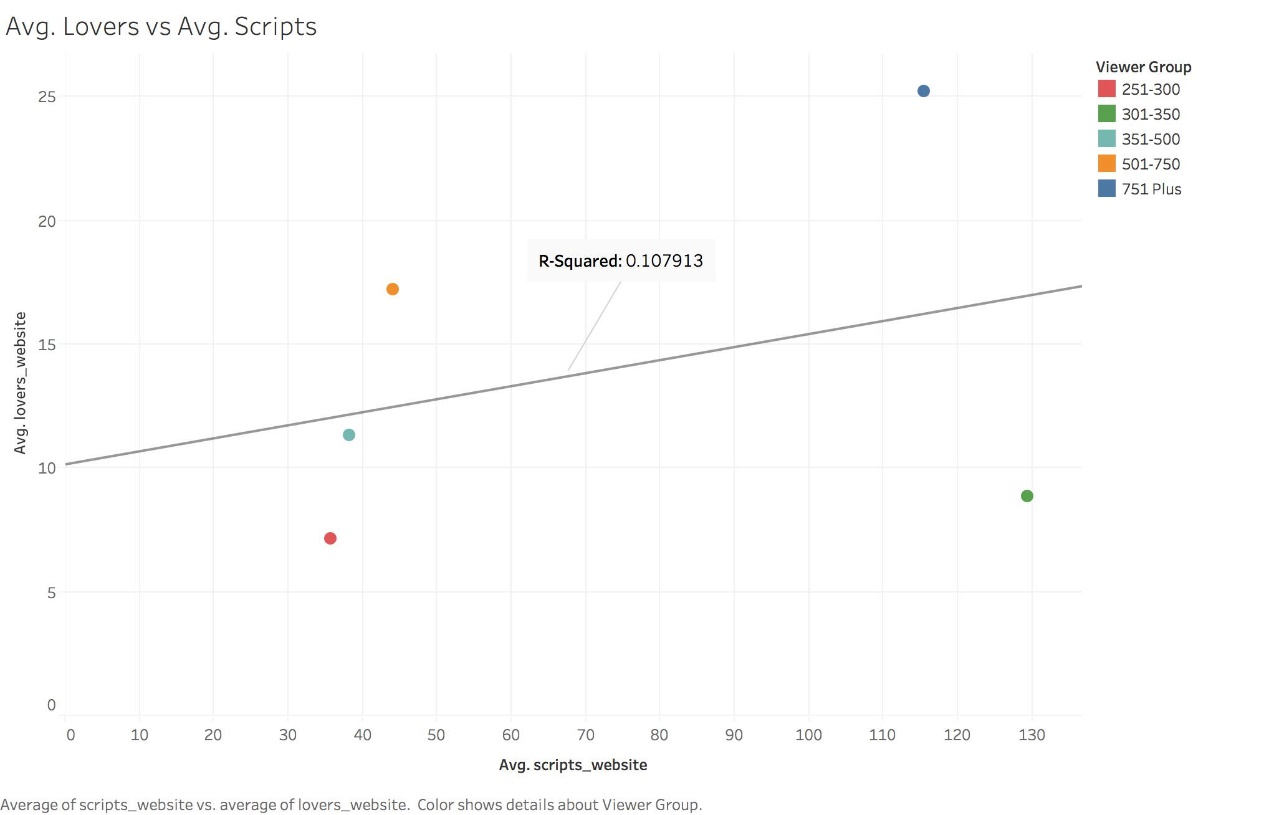 Avg. Lovers vs Avg. Scripts
Viewer Group
251-300
301-350
351-500
501-750
751 Plus
25
20
15
10
5
0
R-Squared: 0.107913
Avg. lovers_website
0 10 20 30 40 50 60 70 80 90 100 110 120 130
Avg. scripts_website
Average of scripts_website vs. average of lovers_website. Color shows details about Viewer Group.